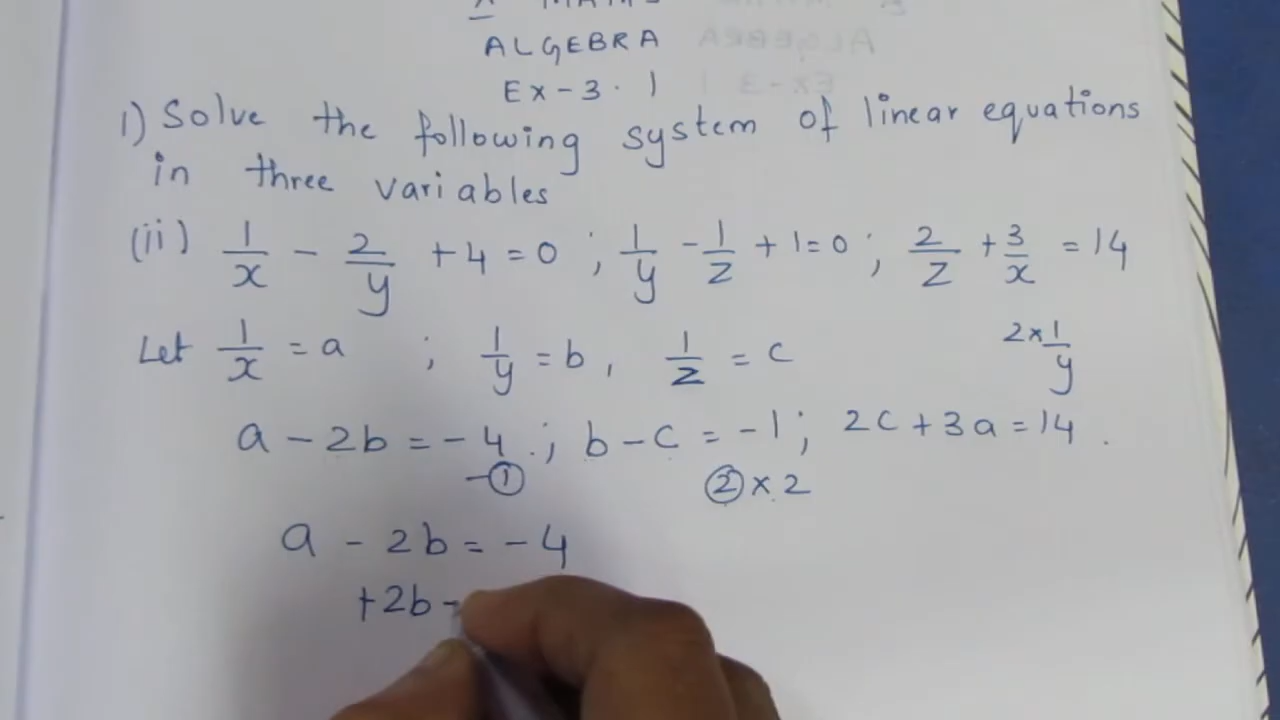 ALGEBRA
Ex-3.1
1) Solve the following system of linear equations
in three variables
(ii) 1/x - 2/y + 4 = 0 ; 1/y - 1/z + 1 = 0 ; 2/z + 3/x = 14
Let 1/x = a ; 1/y = b , 1/z = c
2 × 1/y
a - 2b = -4 ; b - c = -1 ; 2c + 3a = 14 .
-① ② × 2
a - 2b = -4
+2b -